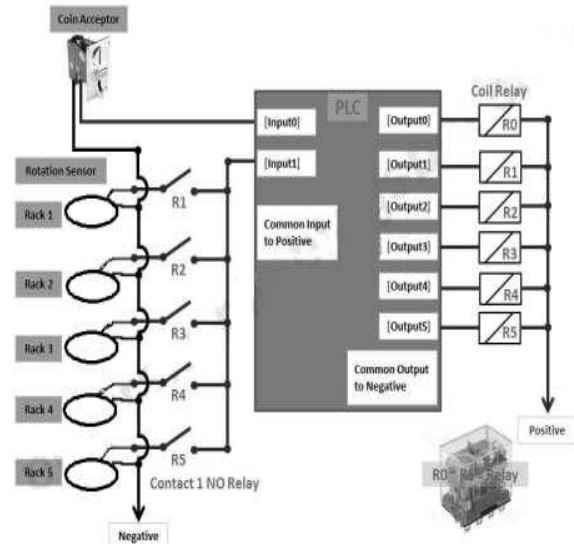 Coin Acceptor
PLC
Coil Relay
[Input0]
[Output0]
R0
[Input1]
[Output1]
R1
Rotation Sensor
Rack 1
R1
[Output2]
R2
Common Input
to Positive
[Output3]
R3
Rack 2
R2
[Output4]
R4
Rack 3
R3
[Output5]
R5
Common Output
to Negative
Rack 4
R4
Positive
Rack 5
R5
Contact 1 NO Relay
R0
Relay
Negative